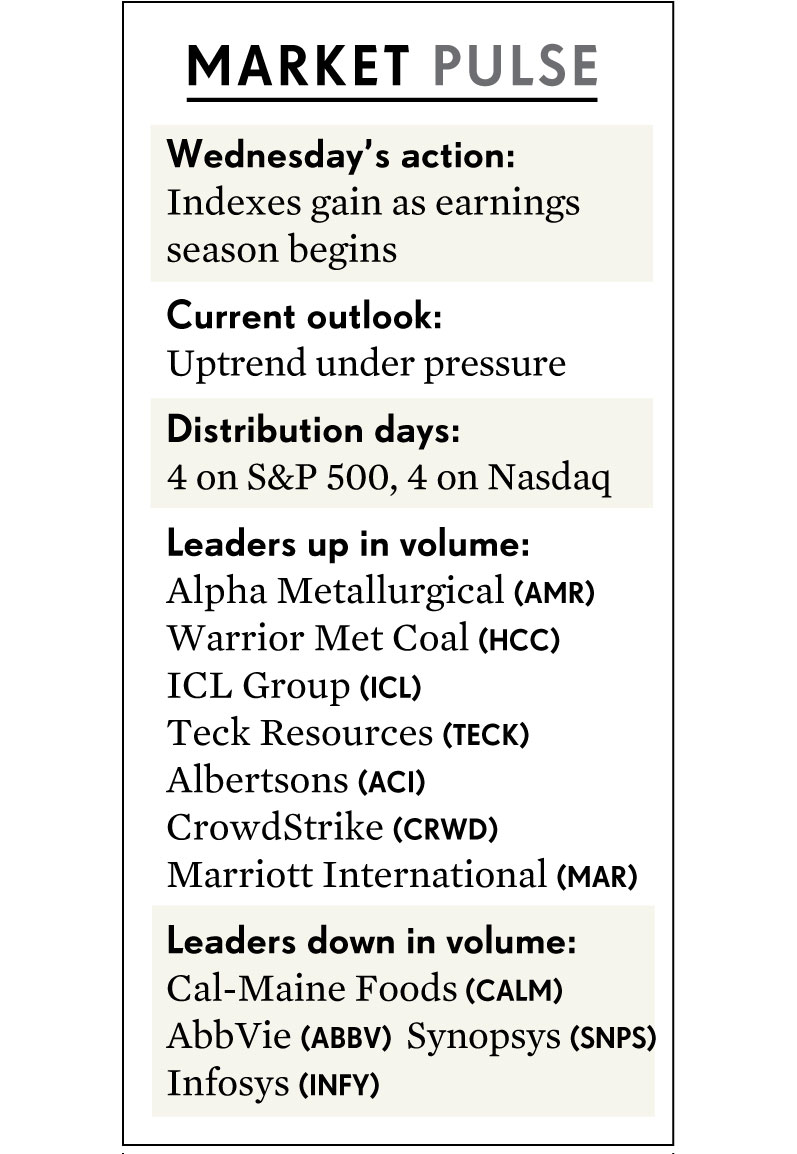 MARKET PULSE
Wednesday’s action:
Indexes gain as earnings
season begins
Current outlook:
Uptrend under pressure
Distribution days:
4 on S&P 500, 4 on Nasdaq
Leaders up in volume:
Alpha Metallurgical (AMR)
Warrior Met Coal (HCC)
ICL Group (ICL)
Teck Resources (TECK)
Albertsons (ACI)
CrowdStrike (CRWD)
Marriott International (MAR)
Leaders down in volume:
Cal-Maine Foods (CALM)
AbbVie (ABBV) Synopsys (SNPS)
Infosys (INFY)